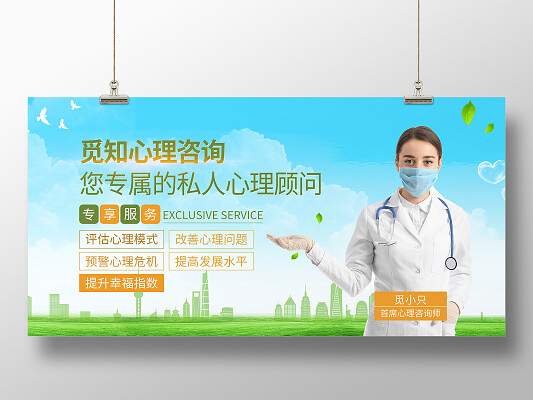 觅知心理咨询
您专属的私人心理顾问
专享服务 EXCLUSIVE SERVICE
评估心理模式 改善心理问题
预警心理危机 提高发展水平
提升幸福指数
觅小只
首席心理咨询师